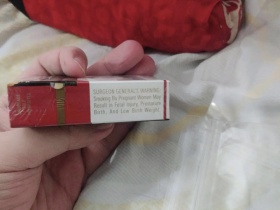 SURGEON GENERAL'S WARNING:
Smoking By Pregnant Women May
Result in Fetal Injury, Premature
Birth, And Low Birth Weight.